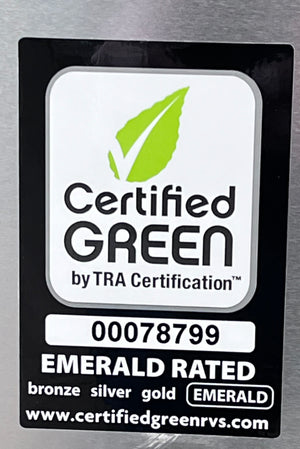 Certified
GREEN
by TRA Certification™
00078799
EMERALD RATED
bronze silver gold EMERALD
www.certifiedgreenrvs.com